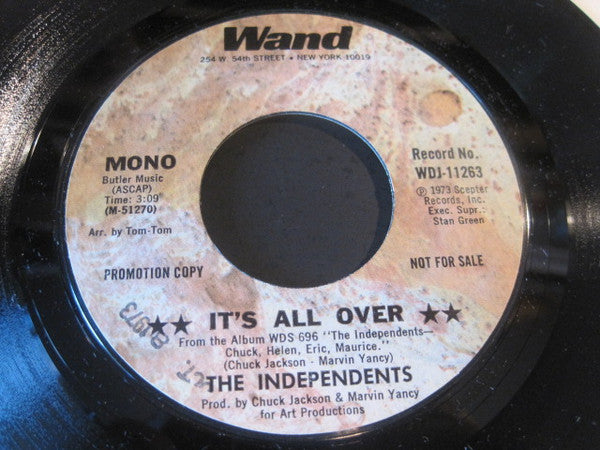 Wand
254 W. 54th STREET • NEW YORK 10019
MONO
Butler Music
(ASCAP)
Time: 3:09"
(M-51270)
Arr. by Tom-Tom
PROMOTION COPY
Record No.
WDJ-11263
℗ 1973 Scepter
Records, Inc.
Exec. Supr.:
Stan Green
NOT FOR SALE
★★ IT'S ALL OVER ★★
From the Album WDS 696 "The Independents—
Chuck, Helen, Eric, Maurice."
(Chuck Jackson - Marvin Yancy)
THE INDEPENDENTS
Prod. by Chuck Jackson & Marvin Yancy
for Art Productions
1973